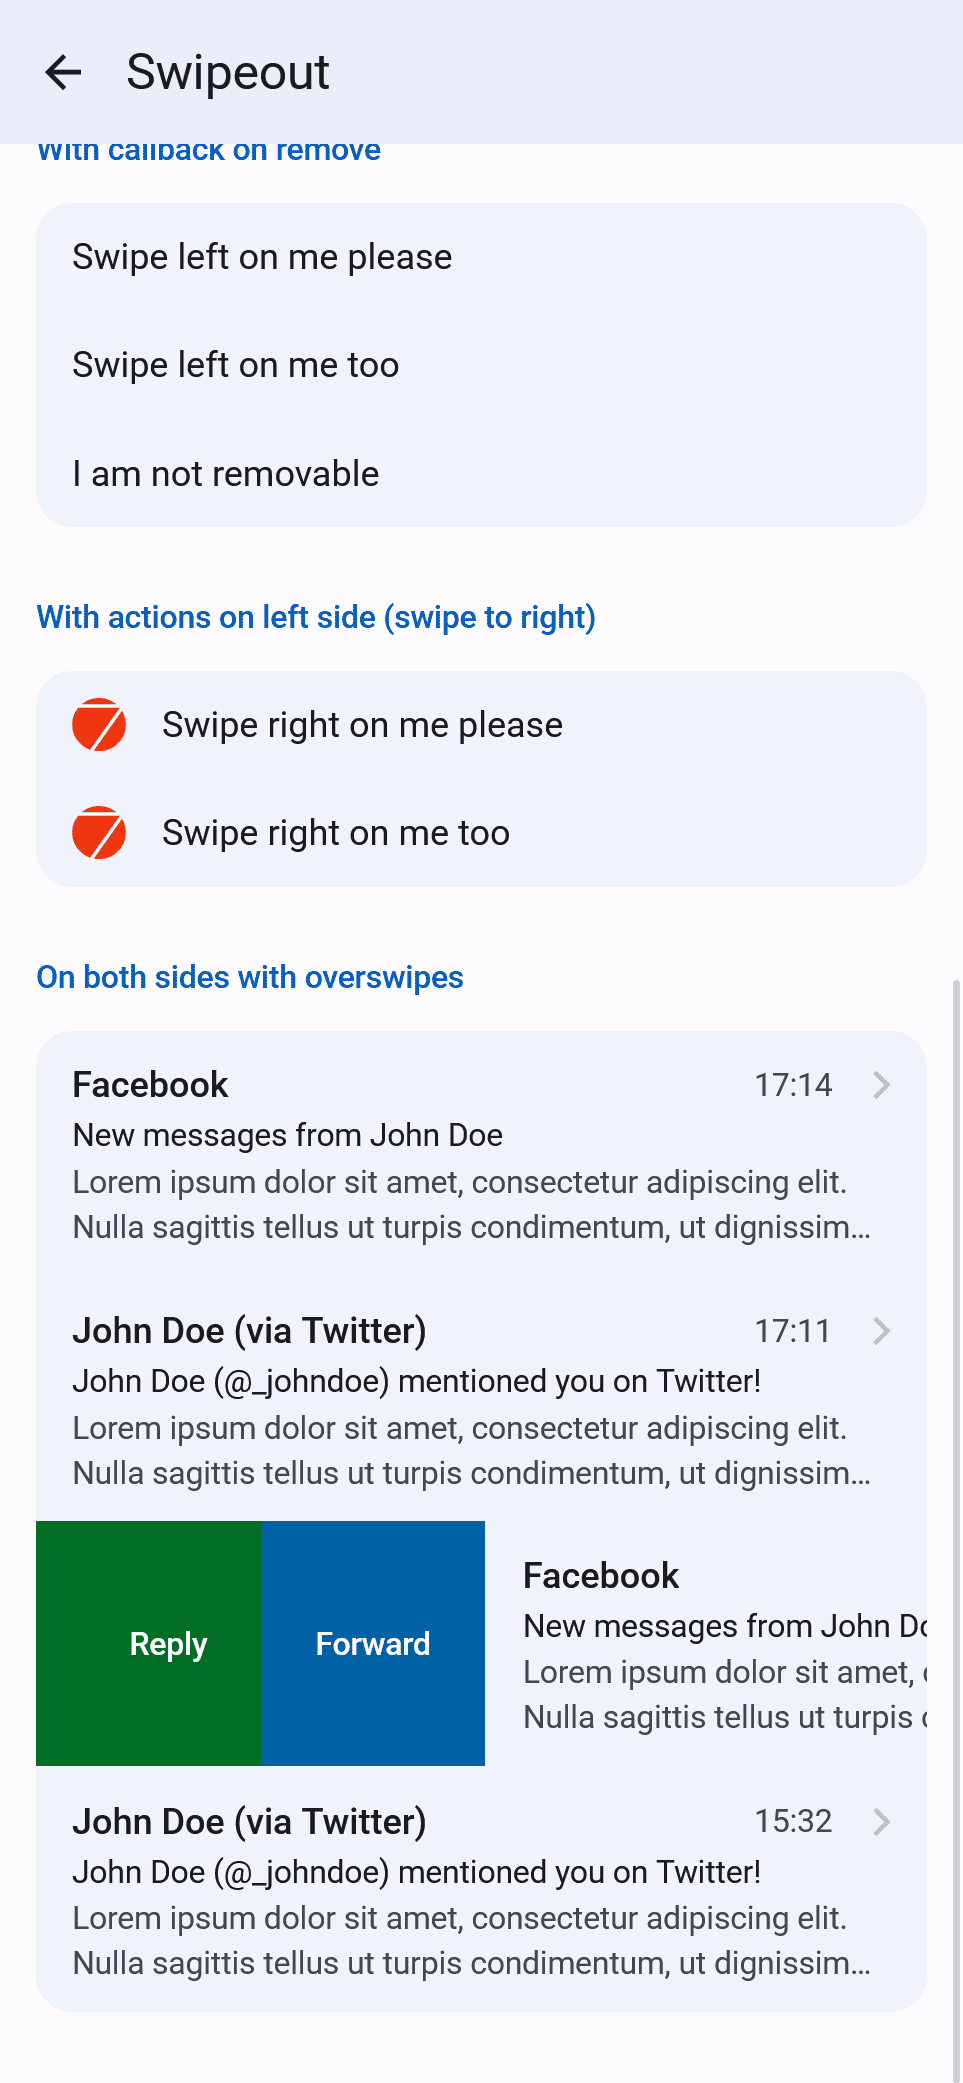 Swipeout
With callback on remove
Swipe left on me please
Swipe left on me too
I am not removable
With actions on left side (swipe to right)
Swipe right on me please
Swipe right on me too
On both sides with overswipes
Facebook 17:14
New messages from John Doe
Lorem ipsum dolor sit amet, consectetur adipiscing elit.
Nulla sagittis tellus ut turpis condimentum, ut dignissim...
John Doe (via Twitter) 17:11
John Doe (@_johndoe) mentioned you on Twitter!
Lorem ipsum dolor sit amet, consectetur adipiscing elit.
Nulla sagittis tellus ut turpis condimentum, ut dignissim...
Reply Forward
Facebook
New messages from John Do
Lorem ipsum dolor sit amet,
Nulla sagittis tellus ut turpis
John Doe (via Twitter) 15:32
John Doe (@_johndoe) mentioned you on Twitter!
Lorem ipsum dolor sit amet, consectetur adipiscing elit.
Nulla sagittis tellus ut turpis condimentum, ut dignissim...